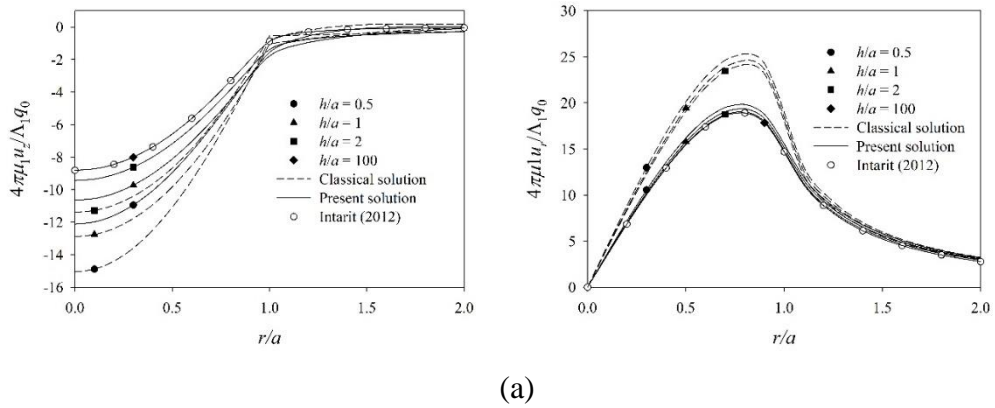 4πμ₁u_z/Λ₁q₀
0
-2
-4
-6
-8
-10
-12
-14
-16
0.0 0.5 1.0 1.5 2.0
r/a
h/a = 0.5
h/a = 1
h/a = 2
h/a = 100
Classical solution
Present solution
Intarit (2012)
4πμ1u_r/Λ₁q₀
30
25
20
15
10
5
0
0.0 0.5 1.0 1.5 2.0
r/a
h/a = 0.5
h/a = 1
h/a = 2
h/a = 100
Classical solution
Present solution
Intarit (2012)
(a)